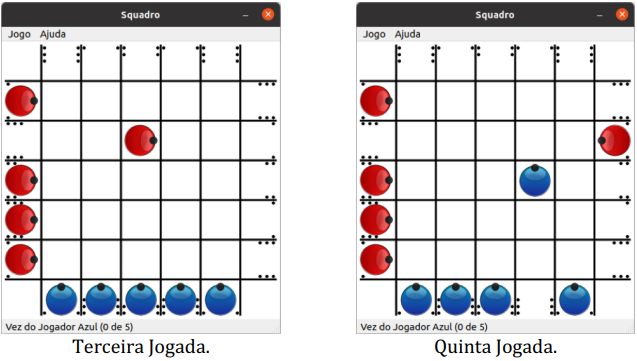 Squadro
Jogo Ajuda
Vez do Jogador Azul (0 de 5)
Terceira Jogada.
Squadro
Jogo Ajuda
Vez do Jogador Azul (0 de 5)
Quinta Jogada.